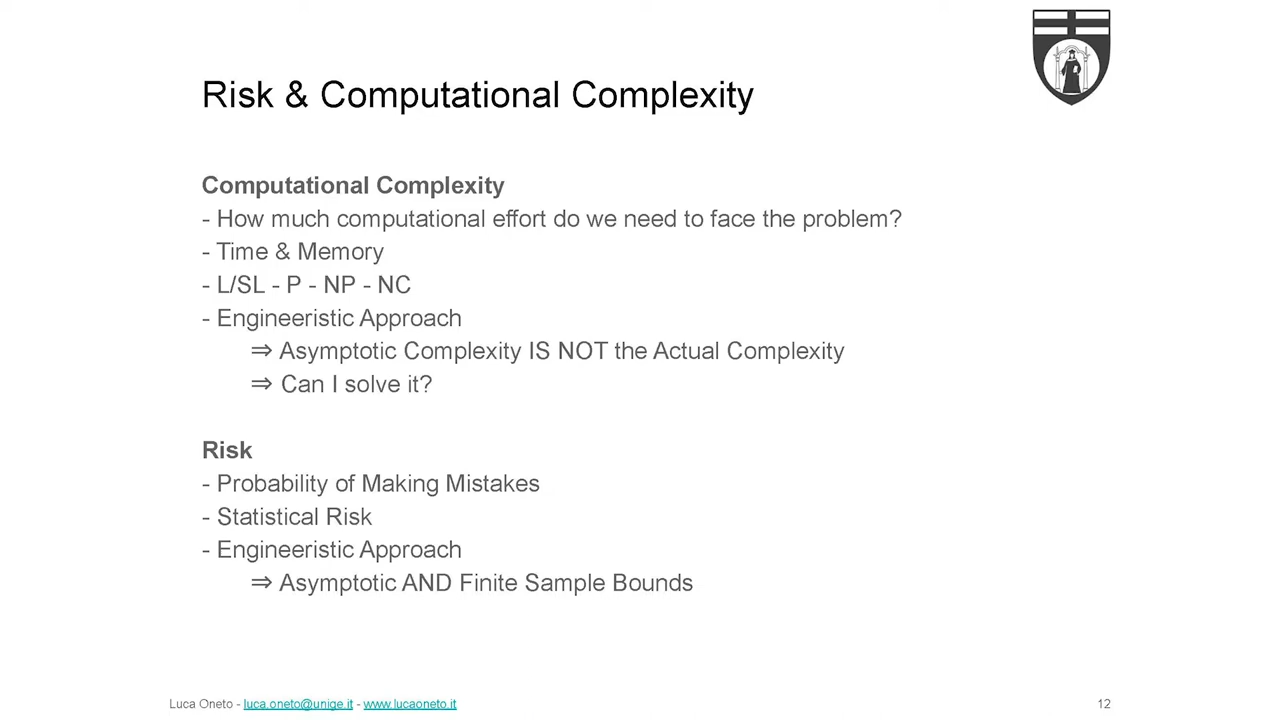 Risk & Computational Complexity
Computational Complexity
- How much computational effort do we need to face the problem?
- Time & Memory
- L/SL - P - NP - NC
- Engineeristic Approach
⇒ Asymptotic Complexity IS NOT the Actual Complexity
⇒ Can I solve it?
Risk
- Probability of Making Mistakes
- Statistical Risk
- Engineeristic Approach
⇒ Asymptotic AND Finite Sample Bounds
Luca Oneto - luca.oneto@unige.it - www.lucaoneto.it
12